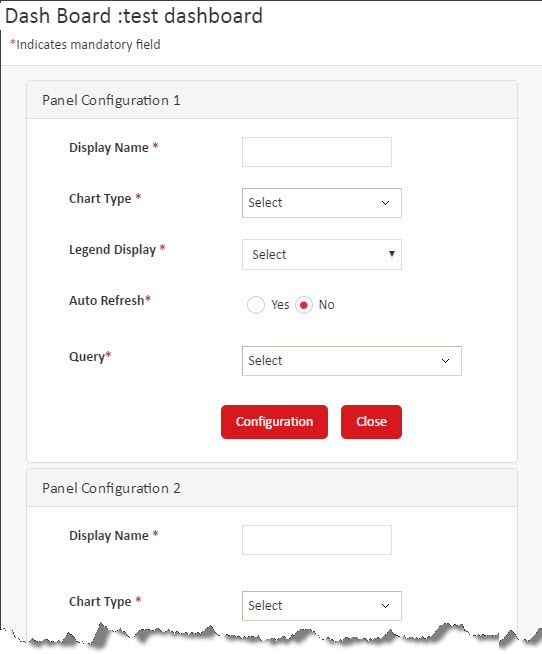 Dash Board :test dashboard
*Indicates mandatory field
Panel Configuration 1
Display Name *
Chart Type * Select
Legend Display * Select
Auto Refresh* Yes No
Query* Select
Configuration Close
Panel Configuration 2
Display Name *
Chart Type * Select